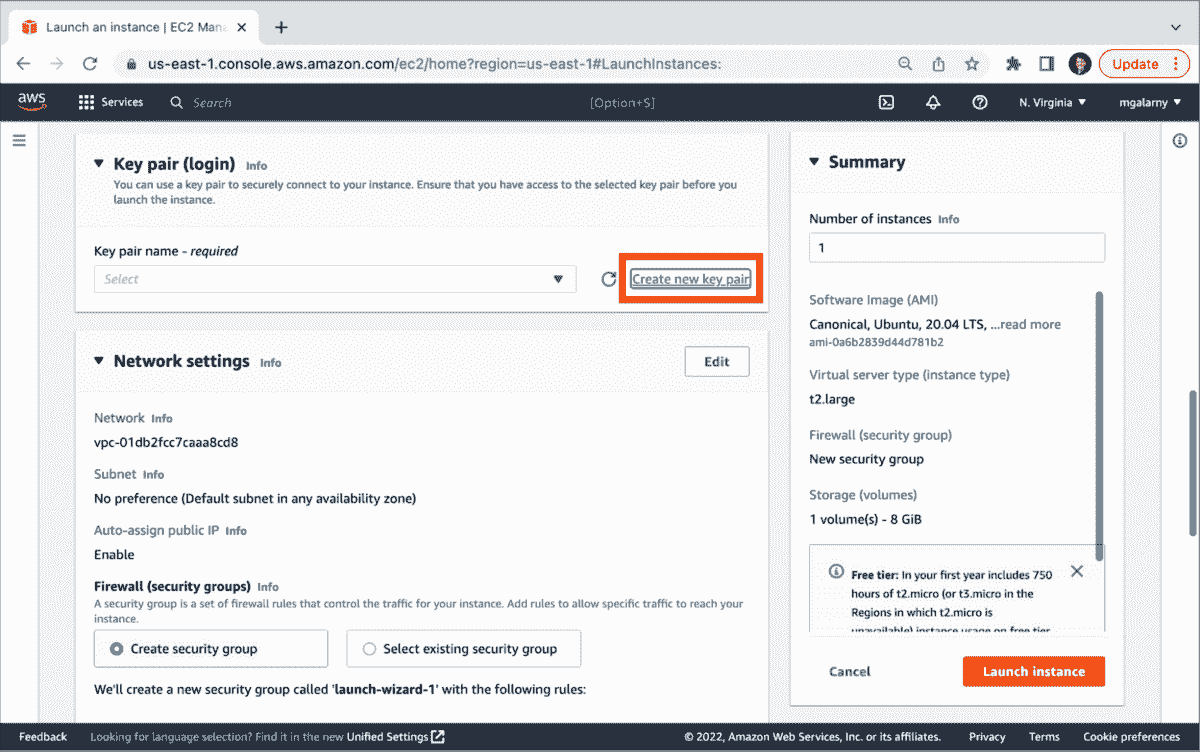 Launch an instance | EC2 Mana
us-east-1.console.aws.amazon.com/ec2/home?region=us-east-1#LaunchInstances:
Update
aws
Services
Search
[Option+S]
N. Virginia
mgalarny
Key pair (login) Info
You can use a key pair to securely connect to your instance. Ensure that you have access to the selected key pair before you
launch the instance.
Key pair name - required
Select
Create new key pair
Network settings Info
Edit
Network Info
vpc-01db2fcc7caaa8cd8
Subnet Info
No preference (Default subnet in any availability zone)
Auto-assign public IP Info
Enable
Firewall (security groups) Info
A security group is a set of firewall rules that control the traffic for your instance. Add rules to allow specific traffic to reach your
instance.
Create security group
Select existing security group
We'll create a new security group called 'launch-wizard-1' with the following rules:
Summary
Number of instances Info
1
Software Image (AMI)
Canonical, Ubuntu, 20.04 LTS, ...read more
ami-0a6b2839d44d781b2
Virtual server type (instance type)
t2.large
Firewall (security group)
New security group
Storage (volumes)
1 volume(s) - 8 GiB
Free tier: In your first year includes 750
hours of t2.micro (or t3.micro in the
Regions in which t2.micro is
unavailable) instance usage on free tier
Cancel
Launch instance
Feedback
Looking for language selection? Find it in the new Unified Settings
© 2022, Amazon Web Services, Inc. or its affiliates.
Privacy
Terms
Cookie preferences